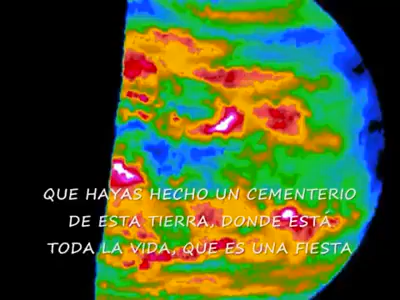 QUE HAYAS HECHO UN CEMENTERIO
DE ESTA TIERRA, DONDE ESTÁ
TODA LA VIDA, QUE ES UNA FIESTA